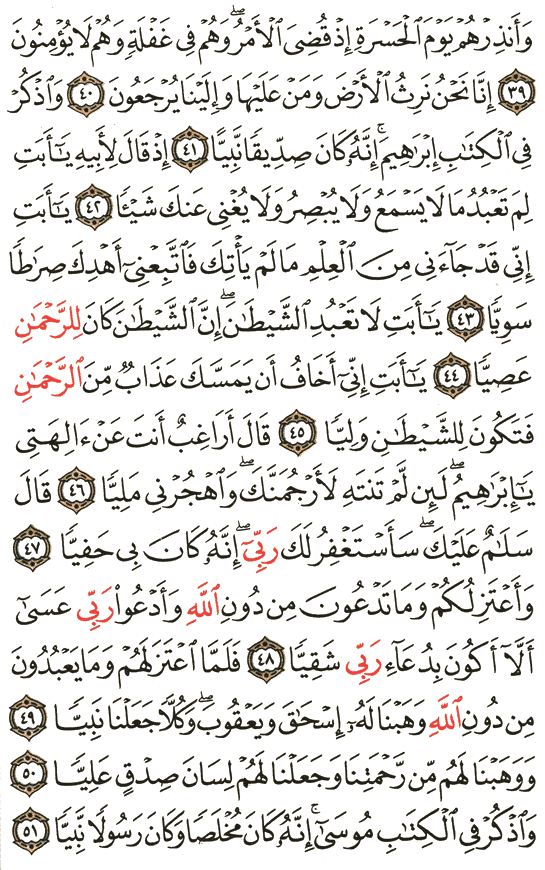 وَأَنذِرْهُمْ يَوْمَ ٱلْحَسْرَةِ إِذْ قُضِىَ ٱلْأَمْرُ ۖ وَهُمْ فِى غَفْلَةٍ وَهُمْ لَا يُؤْمِنُونَ
٣٩ إِنَّا نَحْنُ نَرِثُ ٱلْأَرْضَ وَمَنْ عَلَيْهَا وَإِلَيْنَا يُرْجَعُونَ ٤٠ وَٱذْكُرْ
فِى ٱلْكِتَـٰبِ إِبْرَٰهِيمَ ۚ إِنَّهُۥ كَانَ صِدِّيقًا نَّبِيًّا ٤١ إِذْ قَالَ لِأَبِيهِ يَـٰٓأَبَتِ
لِمَ تَعْبُدُ مَا لَا يَسْمَعُ وَلَا يُبْصِرُ وَلَا يُغْنِى عَنكَ شَيْـًٔا ٤٢ يَـٰٓأَبَتِ
إِنِّى قَدْ جَآءَنِى مِنَ ٱلْعِلْمِ مَا لَمْ يَأْتِكَ فَٱتَّبِعْنِىٓ أَهْدِكَ صِرَٰطًا
سَوِيًّا ٤٣ يَـٰٓأَبَتِ لَا تَعْبُدِ ٱلشَّيْطَـٰنَ ۖ إِنَّ ٱلشَّيْطَـٰنَ كَانَ لِلرَّحْمَـٰنِ
عَصِيًّا ٤٤ يَـٰٓأَبَتِ إِنِّىٓ أَخَافُ أَن يَمَسَّكَ عَذَابٌ مِّنَ ٱلرَّحْمَـٰنِ
فَتَكُونَ لِلشَّيْطَـٰنِ وَلِيًّا ٤٥ قَالَ أَرَاغِبٌ أَنتَ عَنْ ءَالِهَتِى
يَـٰٓإِبْرَٰهِيمُ ۖ لَئِن لَّمْ تَنتَهِ لَأَرْجُمَنَّكَ ۖ وَٱهْجُرْنِى مَلِيًّا ٤٦ قَالَ
سَلَـٰمٌ عَلَيْكَ ۖ سَأَسْتَغْفِرُ لَكَ رَبِّىٓ ۖ إِنَّهُۥ كَانَ بِى حَفِيًّا ٤٧
وَأَعْتَزِلُكُمْ وَمَا تَدْعُونَ مِن دُونِ ٱللَّهِ وَأَدْعُوا۟ رَبِّى عَسَىٰٓ
أَلَّآ أَكُونَ بِدُعَآءِ رَبِّى شَقِيًّا ٤٨ فَلَمَّا ٱعْتَزَلَهُمْ وَمَا يَعْبُدُونَ
مِن دُونِ ٱللَّهِ وَهَبْنَا لَهُۥٓ إِسْحَـٰقَ وَيَعْقُوبَ ۖ وَكُلًّا جَعَلْنَا نَبِيًّا ٤٩
وَوَهَبْنَا لَهُم مِّن رَّحْمَتِنَا وَجَعَلْنَا لَهُمْ لِسَانَ صِدْقٍ عَلِيًّا ٥٠
وَٱذْكُرْ فِى ٱلْكِتَـٰبِ مُوسَىٰٓ ۚ إِنَّهُۥ كَانَ مُخْلَصًا وَكَانَ رَسُولًا نَّبِيًّا ٥١